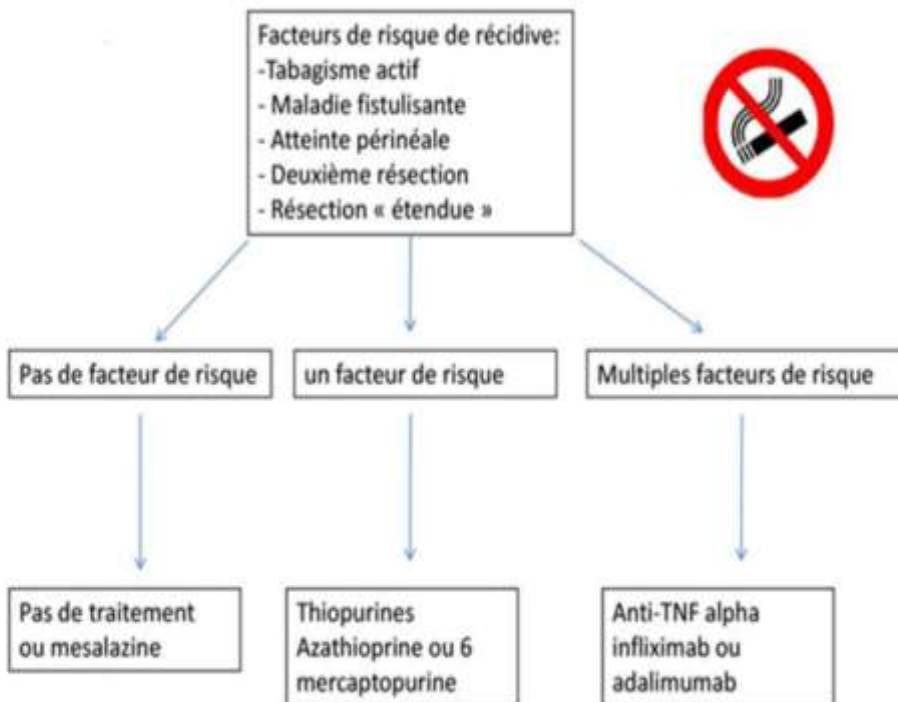 Facteurs de risque de récidive:
-Tabagisme actif
- Maladie fistulisante
- Atteinte périnéale
- Deuxième résection
- Résection « étendue »
Pas de facteur de risque
un facteur de risque
Multiples facteurs de risque
Pas de traitement
ou mesalazine
Thiopurines
Azathioprine ou 6
mercaptopurine
Anti-TNF alpha
infliximab ou
adalimumab